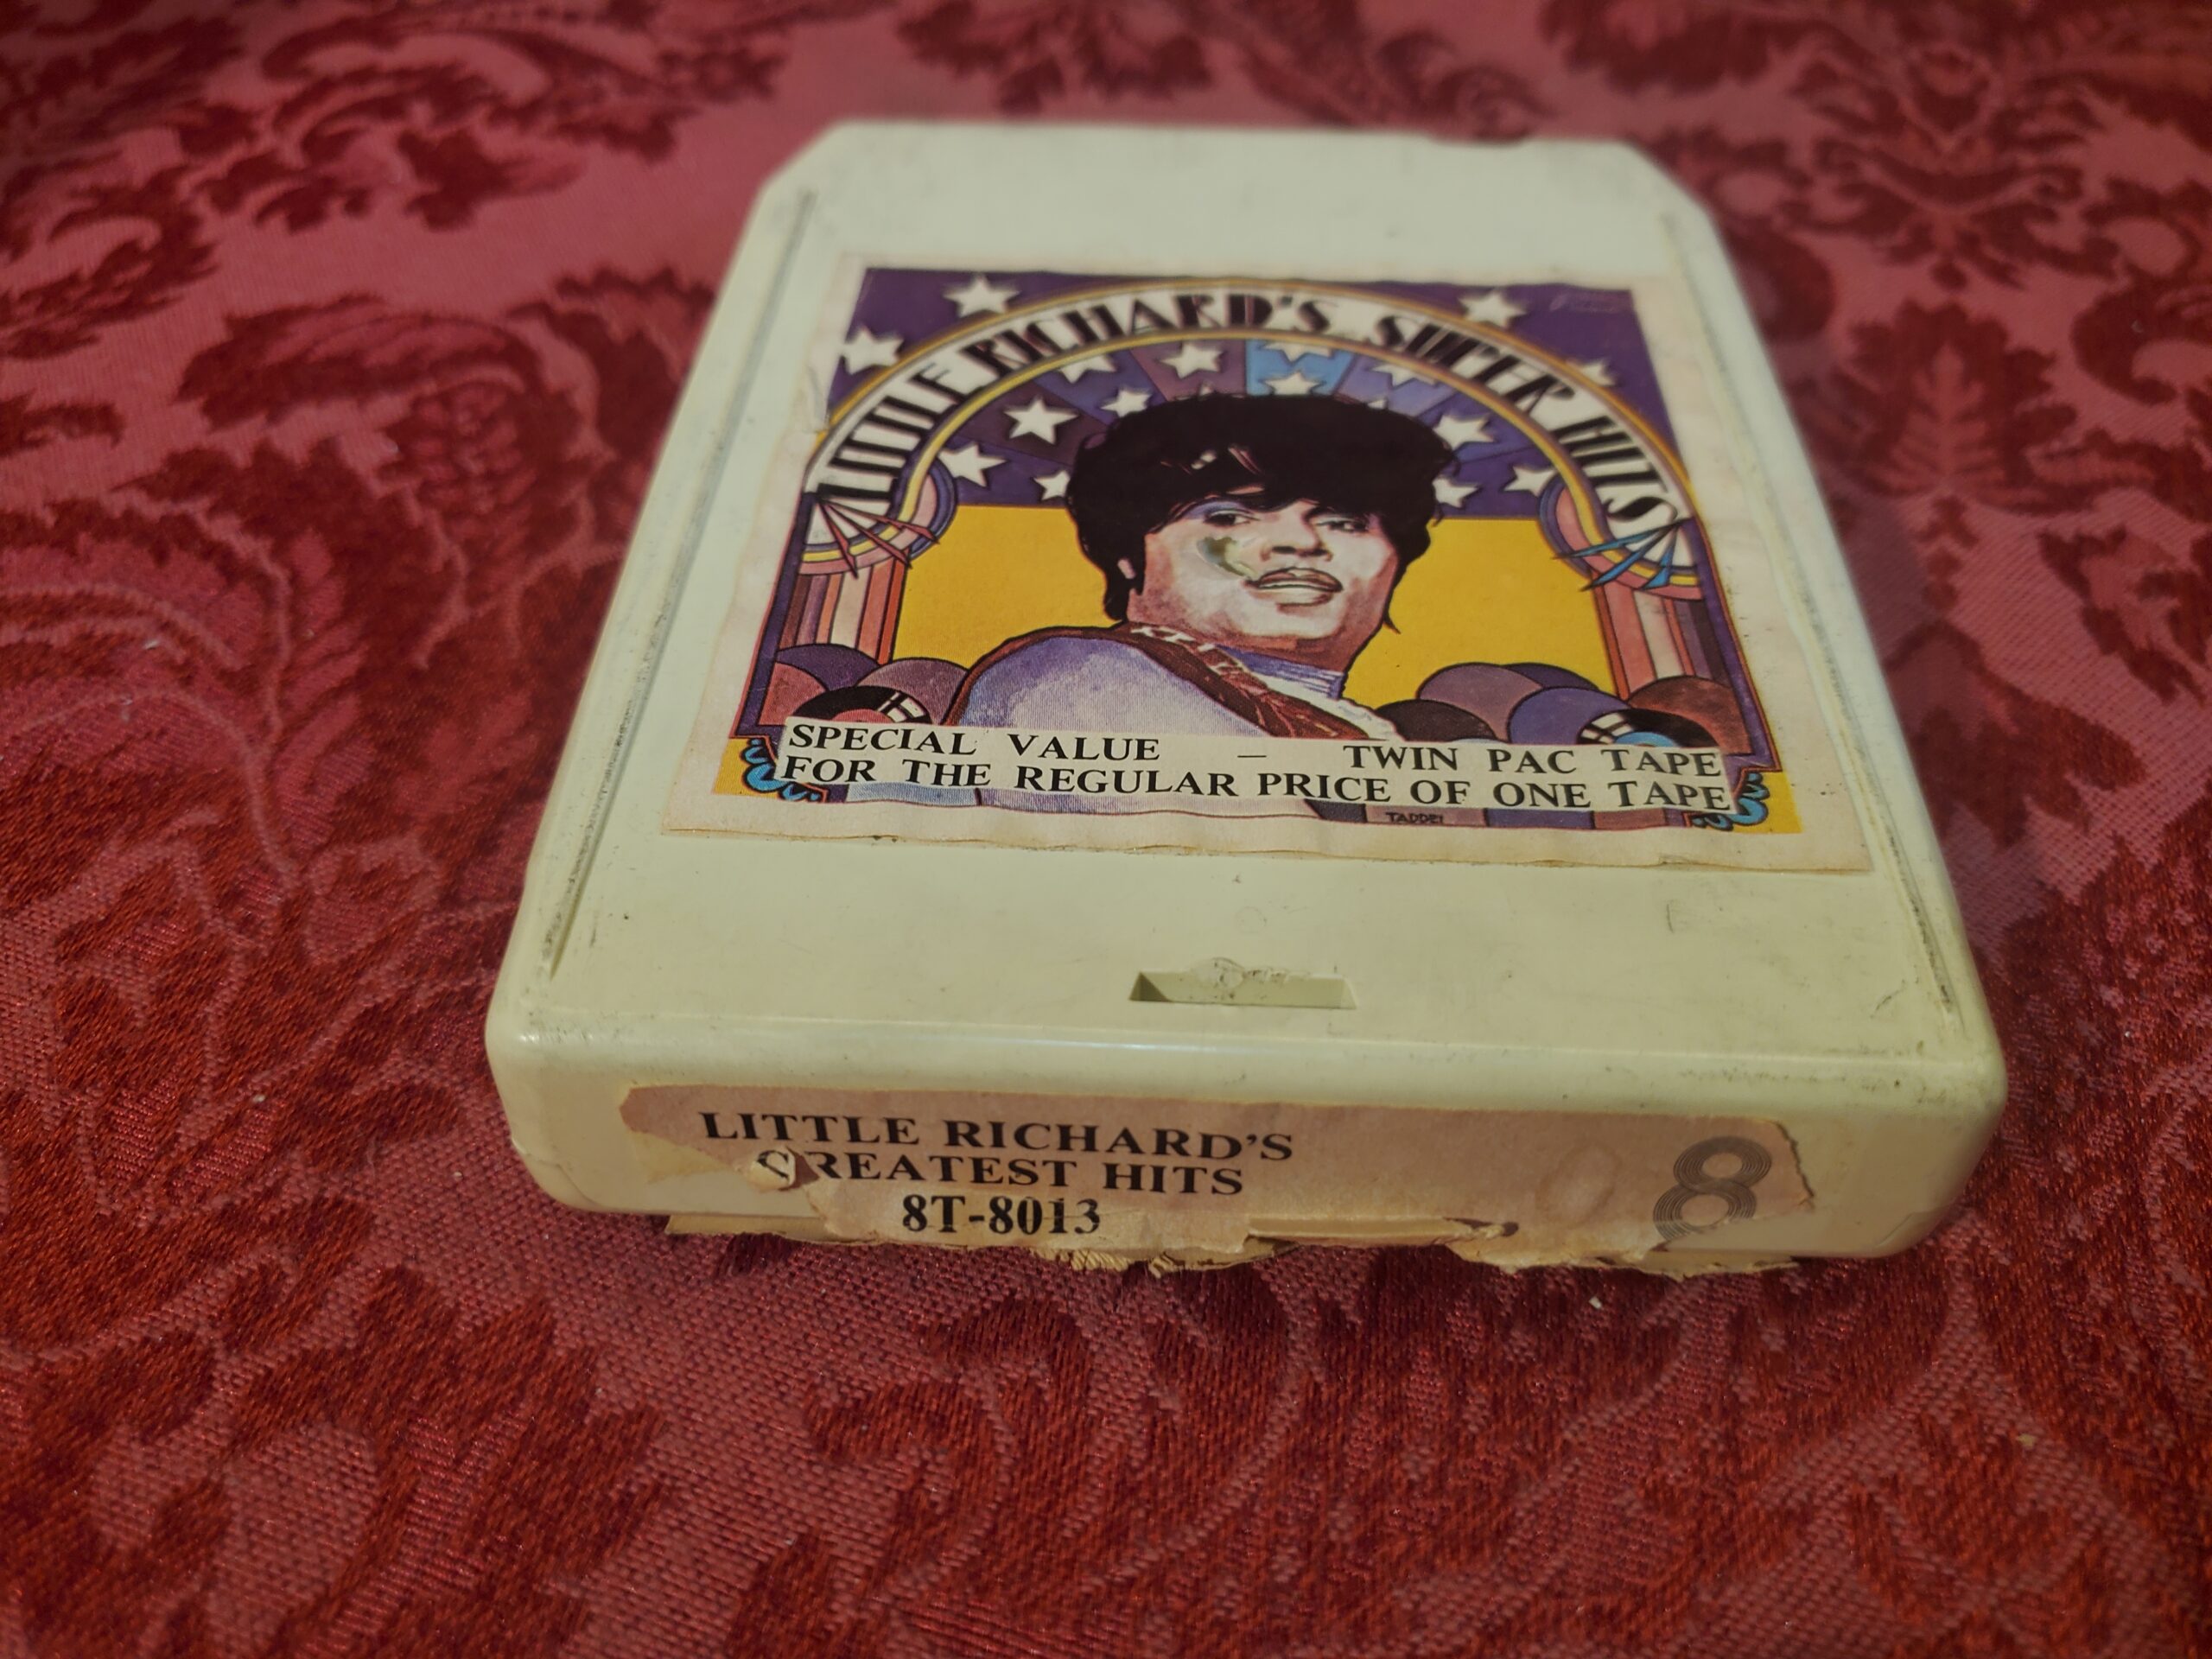 LITTLE RICHARD'S SUPER HITS
SPECIAL VALUE – TWIN PAC TAPE
FOR THE REGULAR PRICE OF ONE TAPE
TADDEI
LITTLE RICHARD'S
GREATEST HITS
8T-8013
8